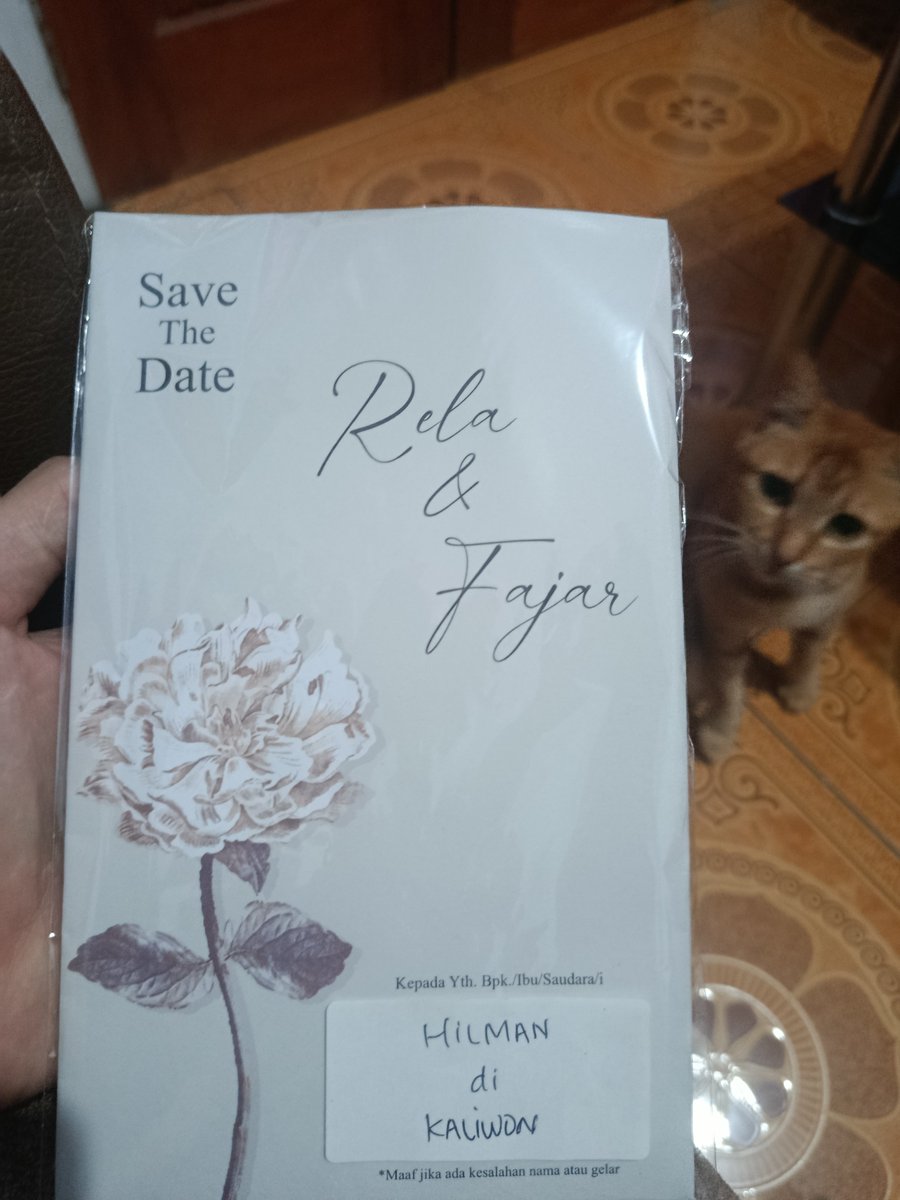 Save
The
Date
Rela
&
Fajar
Kepada Yth. Bpk./Ibu/Saudara/i
HILMAN
di
KALIWON
*Maaf jika ada kesalahan nama atau gelar